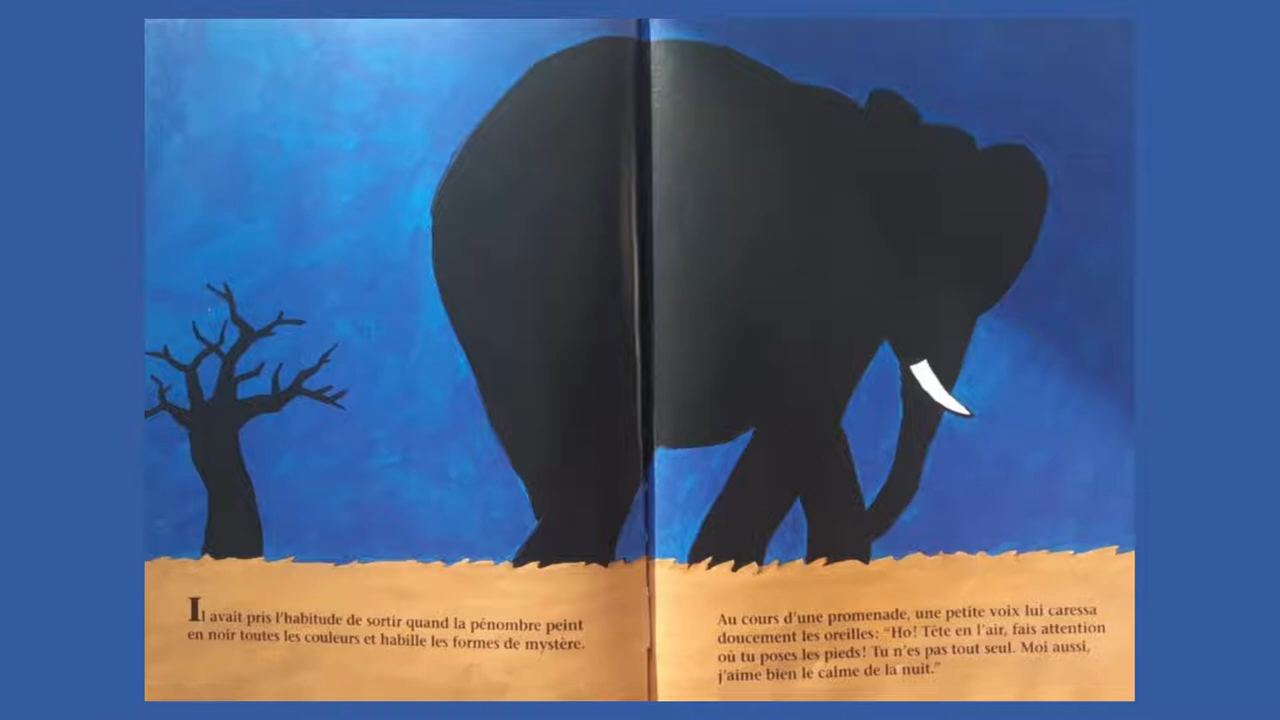 Il avait pris l'habitude de sortir quand la pénombre peint
en noir toutes les couleurs et habille les formes de mystère.
Au cours d'une promenade, une petite voix lui caressa
doucement les oreilles: "Ho! Tête en l'air, fais attention
où tu poses les pieds! Tu n'es pas tout seul. Moi aussi,
j'aime bien le calme de la nuit."